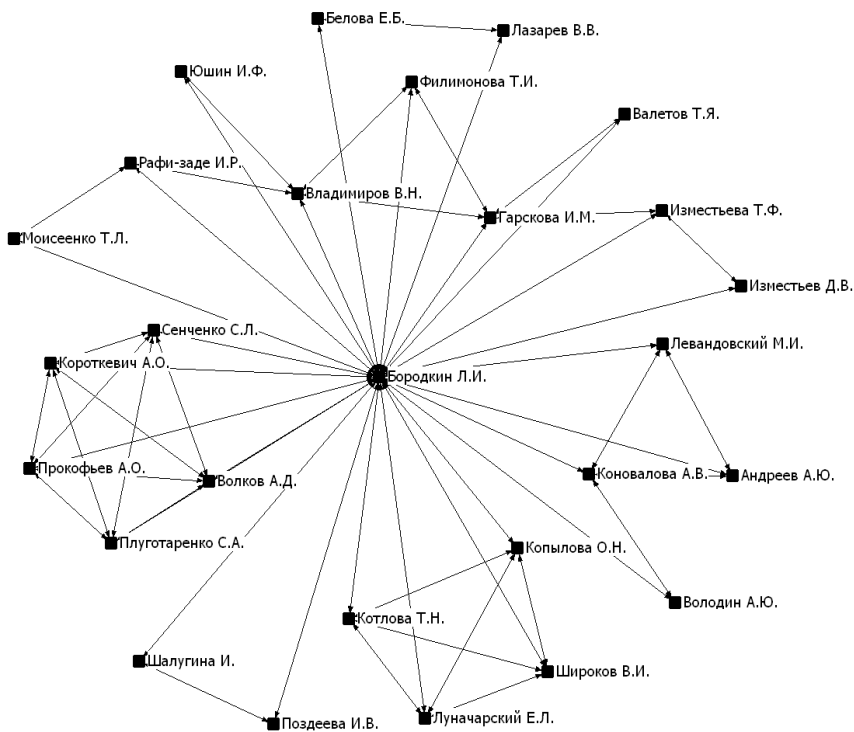 Белова Е.Б.
Лазарев В.В.
Юшин И.Ф.
Филимонова Т.И.
Валетов Т.Я.
Рафи-заде И.Р.
Владимиров В.Н.
Гарскова И.М.
Изместьева Т.Ф.
Моисеенко Т.Л.
Изместьев Д.В.
Сенченко С.Л.
Левандовский М.И.
Короткевич А.О.
Бородкин Л.И.
Прокофьев А.О.
Волков А.Д.
Коновалова А.В.
Андреев А.Ю.
Плуготаренко С.А.
Копылова О.Н.
Володин А.Ю.
Котлова Т.Н.
Шалугина И.
Широков В.И.
Луначарский Е.Л.
Поздеева И.В.